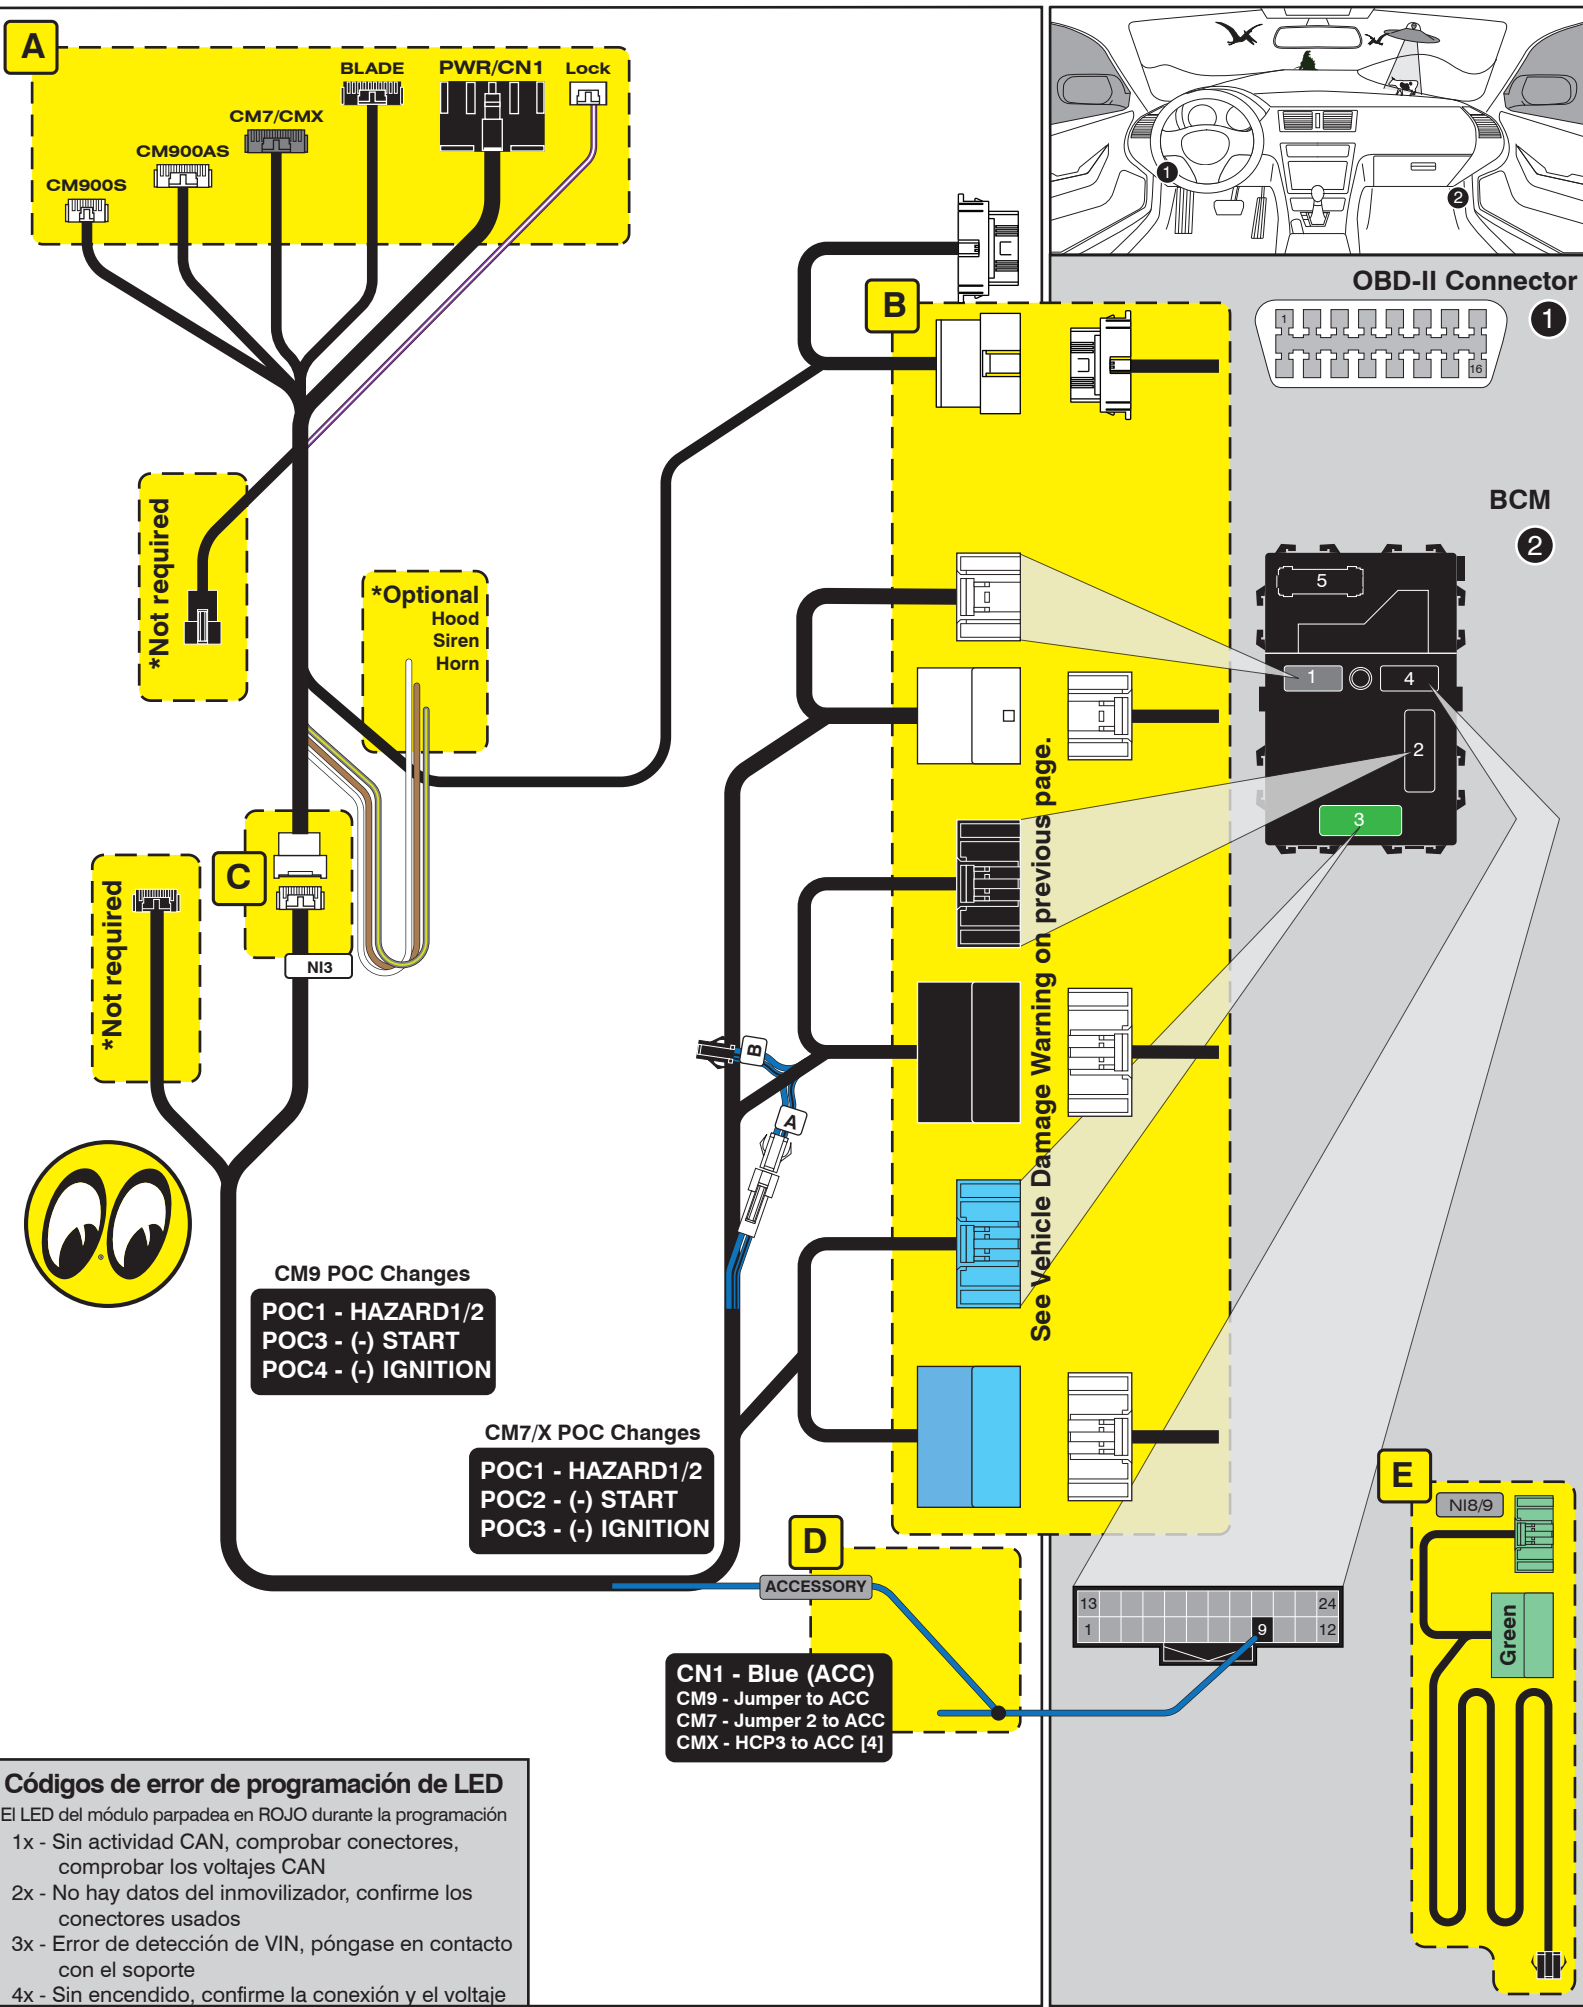 A
BLADE
PWR/CN1
Lock
CM7/CMX
CM900AS
CM900S
1
2
OBD-II Connector
1
1
16
B
BCM
2
5
1
4
2
3
*Not required
*Optional
Hood
Siren
Horn
See Vehicle Damage Warning on previous page.
C
*Not required
NI3
B
A
CM9 POC Changes
POC1 - HAZARD1/2
POC3 - (-) START
POC4 - (-) IGNITION
CM7/X POC Changes
POC1 - HAZARD1/2
POC2 - (-) START
POC3 - (-) IGNITION
D
ACCESSORY
CN1 - Blue (ACC)
CM9 - Jumper to ACC
CM7 - Jumper 2 to ACC
CMX - HCP3 to ACC [4]
13
24
1
9
12
E
NI8/9
Green
Códigos de error de programación de LED
El LED del módulo parpadea en ROJO durante la programación
1x - Sin actividad CAN, comprobar conectores,
comprobar los voltajes CAN
2x - No hay datos del inmovilizador, confirme los
conectores usados
3x - Error de detección de VIN, póngase en contacto
con el soporte
4x - Sin encendido, confirme la conexión y el voltaje